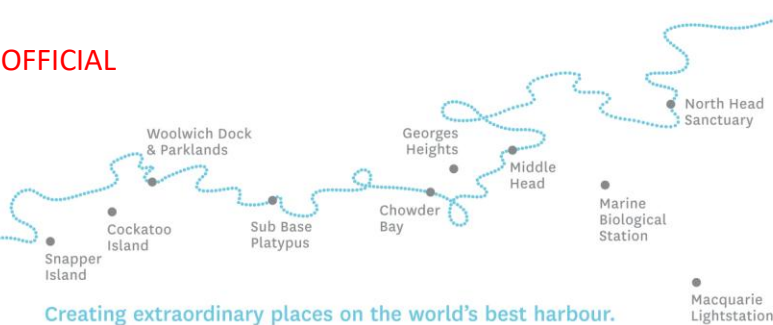 OFFICIAL
North Head
Sanctuary
Woolwich Dock
& Parklands
Georges
Heights
Middle
Head
Marine
Biological
Station
Chowder
Bay
Cockatoo
Island
Sub Base
Platypus
Snapper
Island
Macquarie
Lightstation
Creating extraordinary places on the world's best harbour.